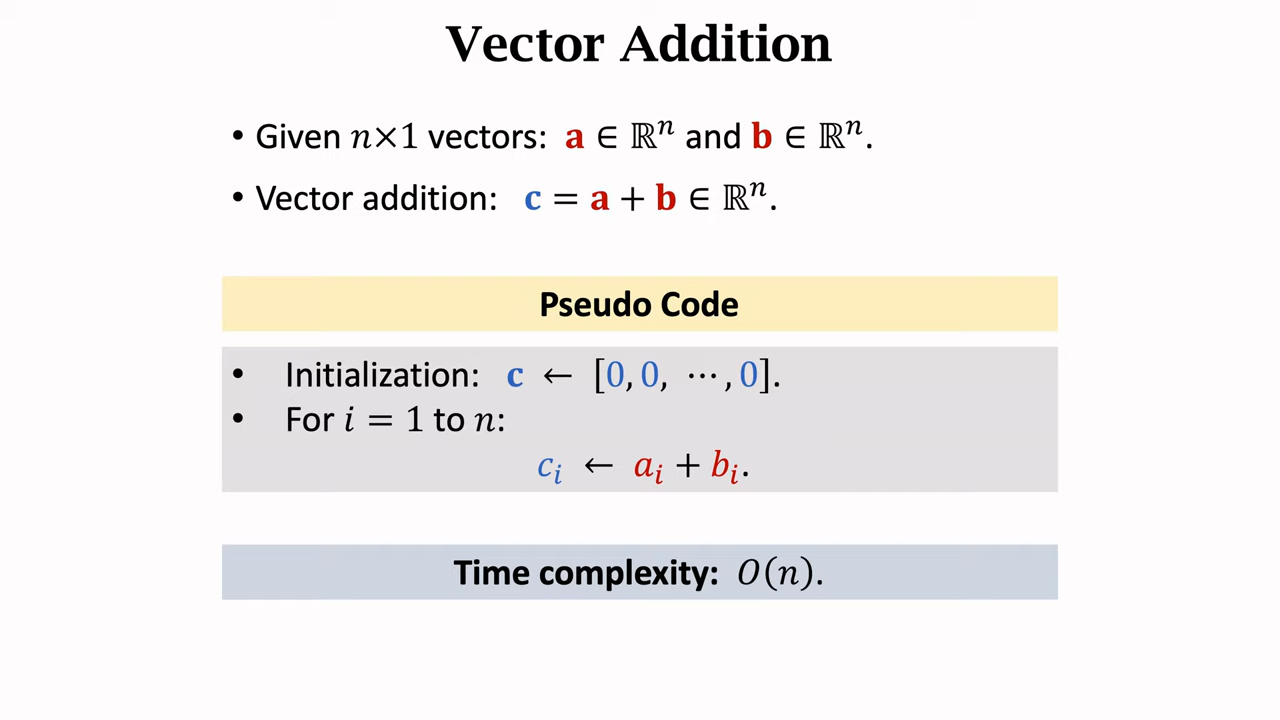 Vector Addition
• Given 𝑛×1 vectors: 𝐚 ∈ ℝⁿ and 𝐛 ∈ ℝⁿ.
• Vector addition: 𝐜 = 𝐚 + 𝐛 ∈ ℝⁿ.
Pseudo Code
• Initialization: 𝐜 ← [0, 0, ⋯, 0].
• For 𝑖 = 1 to 𝑛:
𝑐ᵢ ← 𝑎ᵢ + 𝑏ᵢ.
Time complexity: 𝑂(𝑛).